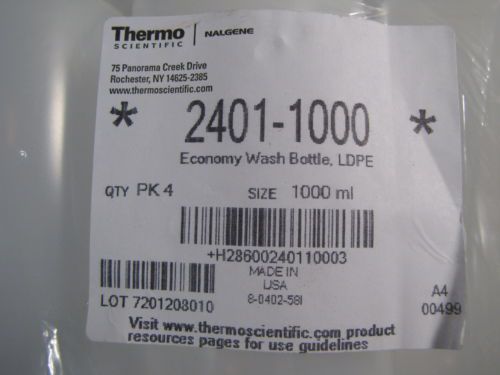 Thermo
SCIENTIFIC
NALGENE
75 Panorama Creek Drive
Rochester, NY 14625-2385
www.thermoscientific.com
* 2401-1000 *
Economy Wash Bottle, LDPE
QTY PK 4 SIZE 1000 ml
+H28600240110003
MADE IN
USA
8-0402-58I
LOT 7201208010
A4
00499
Visit www.thermoscientific.com product
resources pages for use guidelines